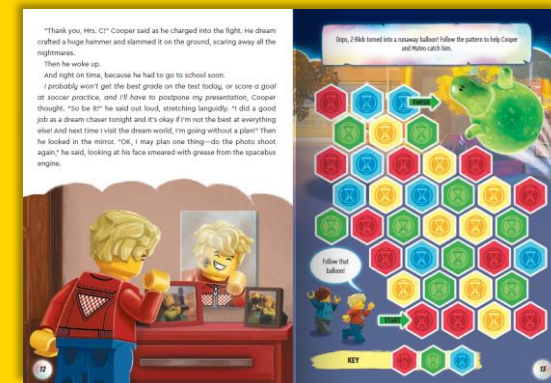 "Thank you, Mrs. C!" Cooper said as he charged into the fight. He dream
crafted a huge hammer and slammed it on the ground, scaring away all the
nightmares.
Then he woke up.
And right on time, because he had to go to school soon.
I probably won't get the best grade on the test today, or score a goal
at soccer practice, and I'll have to postpone my presentation, Cooper
thought. "So be it!" he said out loud, stretching languidly. "I did a good
job as a dream chaser tonight and it's okay if I'm not the best at everything
else! And next time I visit the dream world, I'm going without a plan!" Then
he looked in the mirror. "OK, I may plan one thing—do the photo shoot
again," he said, looking at his face smeared with grease from the spacebus
engine.
12
Oops, Z-Blob turned into a runaway balloon! Follow the pattern to help Cooper
and Mateo catch him.
FINISH
Follow that
balloon!
START
KEY
13